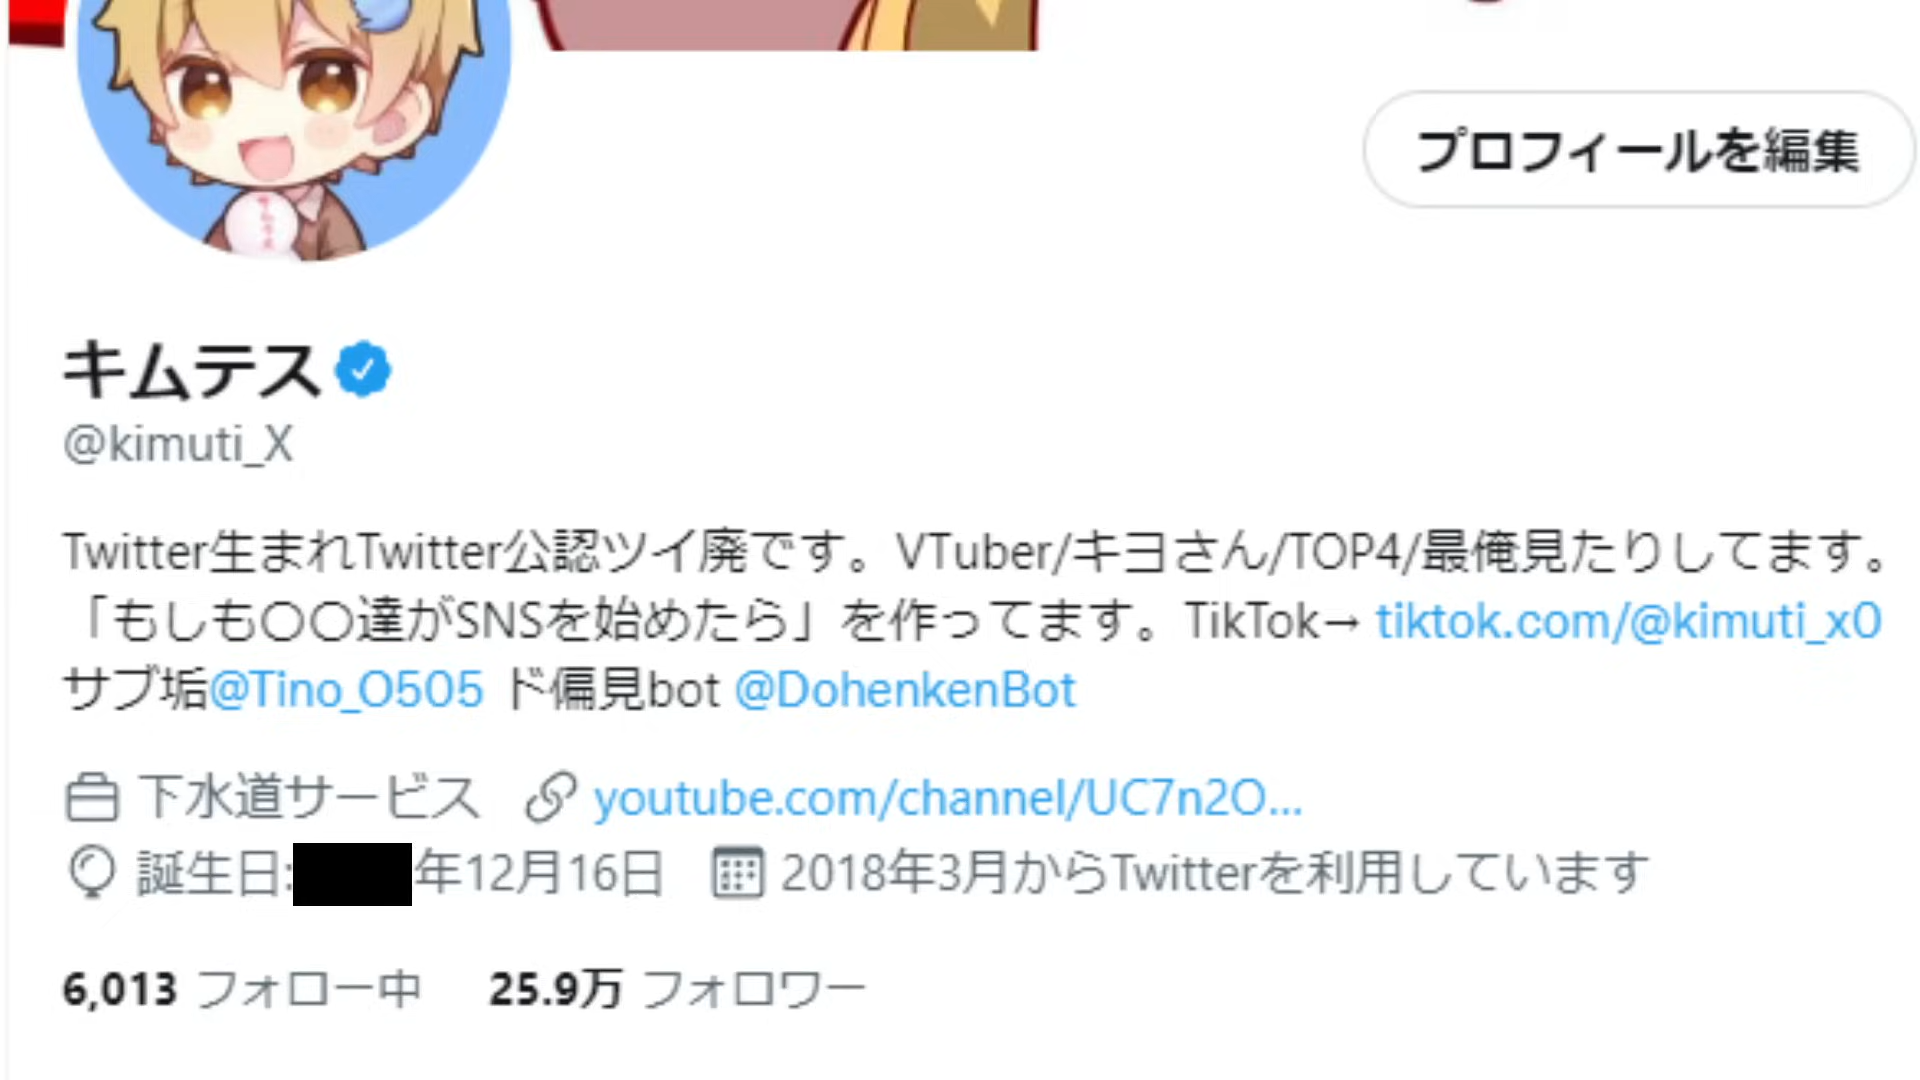 プロフィールを編集
キムテス
@kimuti_X
Twitter生まれTwitter公認ツイ廃です。VTuber/キヨさん/TOP4/最俺見たりしてます。
「もしも〇〇達がSNSを始めたら」を作ってます。TikTok→ tiktok.com/@kimuti_x0
サブ垢@Tino_0505 ド偏見bot @DohenkenBot
下水道サービス youtube.com/channel/UC7n2O...
誕生日: 年12月16日 2018年3月からTwitterを利用しています
6,013 フォロー中 25.9万 フォロワー